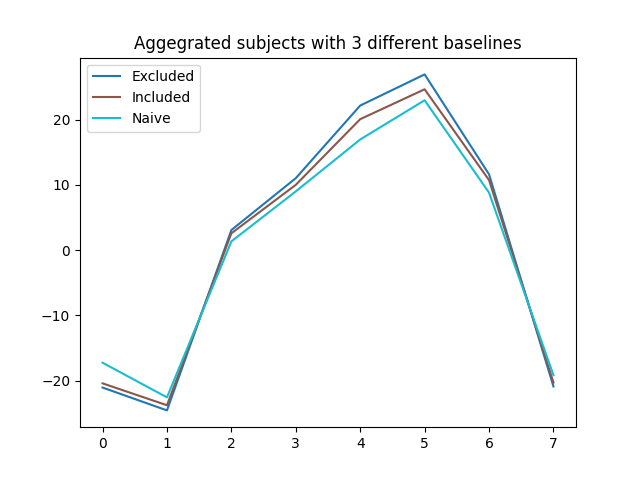 Aggegrated subjects with 3 different baselines
Excluded
Included
Naive
20
10
0
−10
−20
0 1 2 3 4 5 6 7